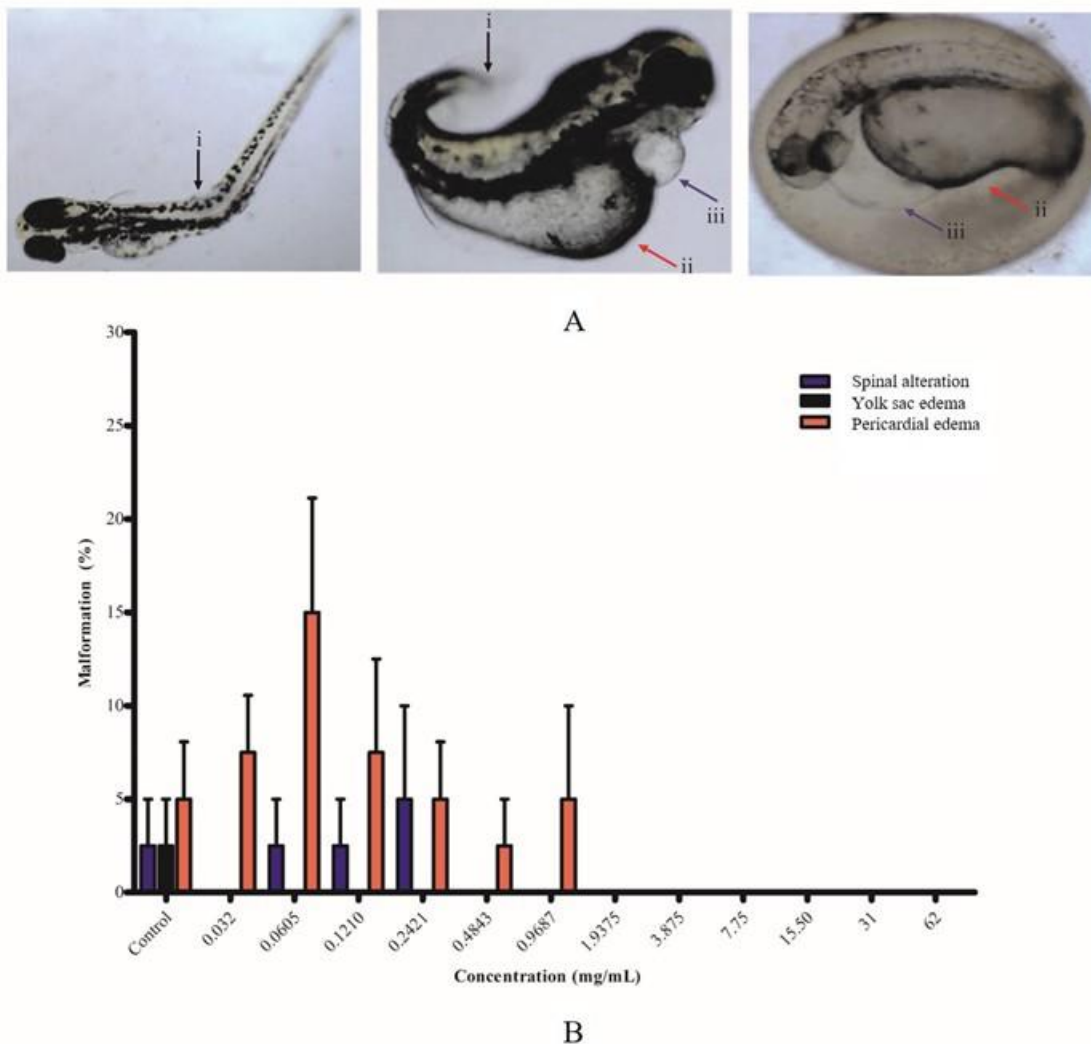 i
i
iii
ii
iii
ii
A
30
25
20
15
10
5
0
Malformation (%)
Spinal alteration
Yolk sac edema
Pericardial edema
Control
0.032
0.0605
0.1210
0.2421
0.4843
0.9687
1.9375
3.875
7.75
15.50
31
62
Concentration (mg/mL)
B